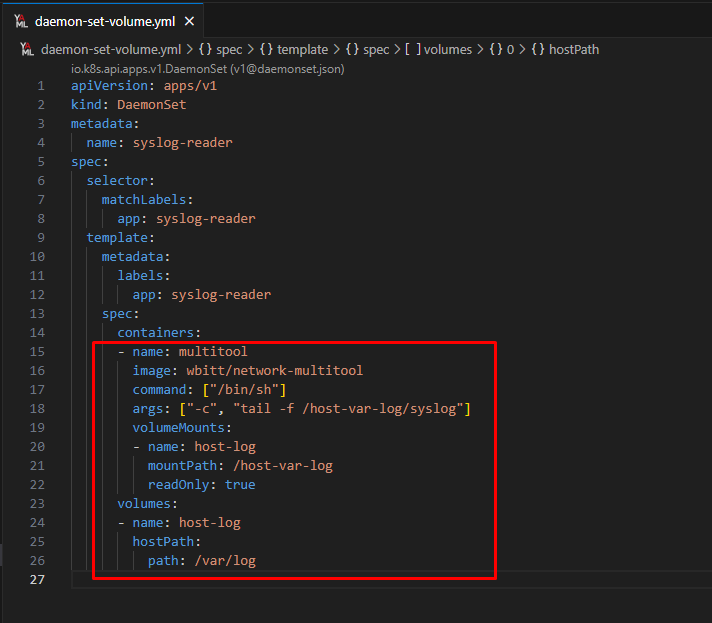 YML daemon-set-volume.yml ×
YML daemon-set-volume.yml > {} spec > {} template > {} spec > [ ] volumes > {} 0 > {} hostPath
io.k8s.api.apps.v1.DaemonSet (v1@daemonset.json)
1 apiVersion: apps/v1
2 kind: DaemonSet
3 metadata:
4   name: syslog-reader
5 spec:
6   selector:
7     matchLabels:
8       app: syslog-reader
9   template:
10     metadata:
11       labels:
12         app: syslog-reader
13     spec:
14       containers:
15       - name: multitool
16         image: wbitt/network-multitool
17         command: ["/bin/sh"]
18         args: ["-c", "tail -f /host-var-log/syslog"]
19         volumeMounts:
20         - name: host-log
21           mountPath: /host-var-log
22           readOnly: true
23       volumes:
24       - name: host-log
25         hostPath:
26           path: /var/log
27